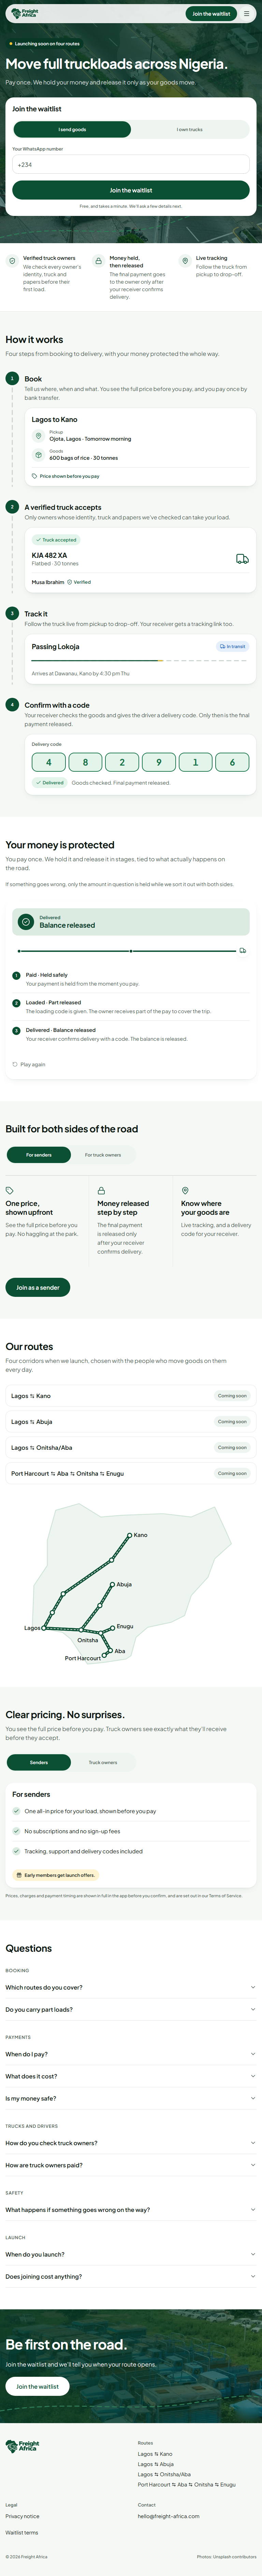 Freight
Africa
Join the waitlist
Launching soon on four routes
Move full truckloads across Nigeria.
Pay once. We hold your money and release it only as your goods move
Join the waitlist
I send goods
I own trucks
Your WhatsApp number
+234
Join the waitlist
Free, and takes a minute. We'll ask a few details next.
Verified truck owners
We check every owner's
identity, truck and
papers before their
first load.
Money held,
then released
The final payment goes
to the owner only after
your receiver confirms
delivery.
Live tracking
Follow the truck from
pickup to drop-off.
How it works
Four steps from booking to delivery, with your money protected the whole way.
1
Book
Tell us where, when and what. You see the full price before you pay, and you pay once by
bank transfer.
Lagos to Kano
Pickup
Ojota, Lagos · Tomorrow morning
Goods
600 bags of rice · 30 tonnes
Price shown before you pay
2
A verified truck accepts
Only owners whose identity, truck and papers we've checked can take your load.
Truck accepted
KJA 482 XA
Flatbed · 30 tonnes
Musa Ibrahim
Verified
3
Track it
Follow the truck live from pickup to drop-off. Your receiver gets a tracking link too.
Passing Lokoja
In transit
Arrives at Dawanau, Kano by 4:30 pm Thu
4
Confirm with a code
Your receiver checks the goods and gives the driver a delivery code. Only then is the final
payment released.
Delivery code
4 8 2 9 1 6
Delivered
Goods checked. Final payment released.
Your money is protected
You pay once. We hold it and release it in stages, tied to what actually happens on
the road.
If something goes wrong, only the amount in question is held while we sort it out with both sides.
Delivered
Balance released
1
Paid · Held safely
Your payment is held from the moment you pay.
2
Loaded · Part released
The loading code is given. The owner receives part of the pay to cover the trip.
3
Delivered · Balance released
Your receiver confirms delivery with a code. The balance is released.
Play again
Built for both sides of the road
For senders
For truck owners
One price,
shown upfront
See the full price before you
pay. No haggling at the park.
Money released
step by step
The final payment
is released only
after your receiver
confirms delivery.
Know where
your goods are
Live tracking, and a delivery
code for your receiver.
Join as a sender
Our routes
Four corridors when we launch, chosen with the people who move goods on them
every day.
Lagos ⇆ Kano
Coming soon
Lagos ⇆ Abuja
Coming soon
Lagos ⇆ Onitsha/Aba
Coming soon
Port Harcourt ⇆ Aba ⇆ Onitsha ⇆ Enugu
Coming soon
Kano
Abuja
Lagos
Enugu
Onitsha
Aba
Port Harcourt
Clear pricing. No surprises.
You see the full price before you pay. Truck owners see exactly what they'll receive
before they accept.
Senders
Truck owners
For senders
One all-in price for your load, shown before you pay
No subscriptions and no sign-up fees
Tracking, support and delivery codes included
Early members get launch offers.
Prices, charges and payment timing are shown in full in the app before you confirm, and are set out in our Terms of Service.
Questions
BOOKING
Which routes do you cover?
Do you carry part loads?
PAYMENTS
When do I pay?
What does it cost?
Is my money safe?
TRUCKS AND DRIVERS
How do you check truck owners?
How are truck owners paid?
SAFETY
What happens if something goes wrong on the way?
LAUNCH
When do you launch?
Does joining cost anything?
Be first on the road.
Join the waitlist and we'll tell you when your route opens.
Join the waitlist
Freight
Africa
Routes
Lagos ⇆ Kano
Lagos ⇆ Abuja
Lagos ⇆ Onitsha/Aba
Port Harcourt ⇆ Aba ⇆ Onitsha ⇆ Enugu
Legal
Privacy notice
Waitlist terms
Contact
hello@freight-africa.com
© 2026 Freight Africa
Photos: Unsplash contributors